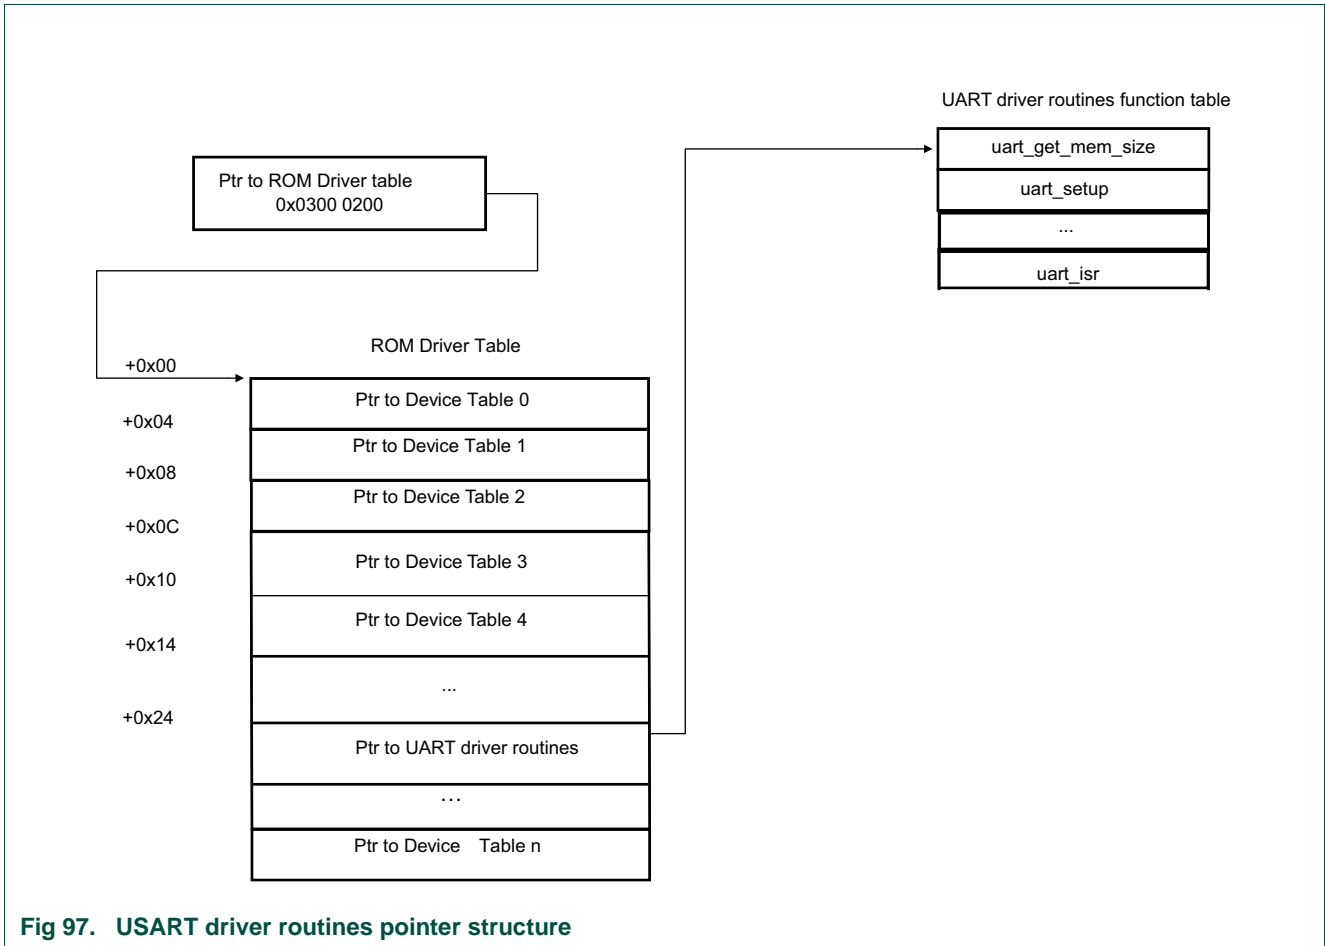 UART driver routines function table
uart_get_mem_size
uart_setup
...
uart_isr
Ptr to ROM Driver table
0x0300 0200
ROM Driver Table
+0x00
Ptr to Device Table 0
+0x04
Ptr to Device Table 1
+0x08
Ptr to Device Table 2
+0x0C
Ptr to Device Table 3
+0x10
Ptr to Device Table 4
+0x14
...
+0x24
Ptr to UART driver routines
...
Ptr to Device Table n
Fig 97. USART driver routines pointer structure